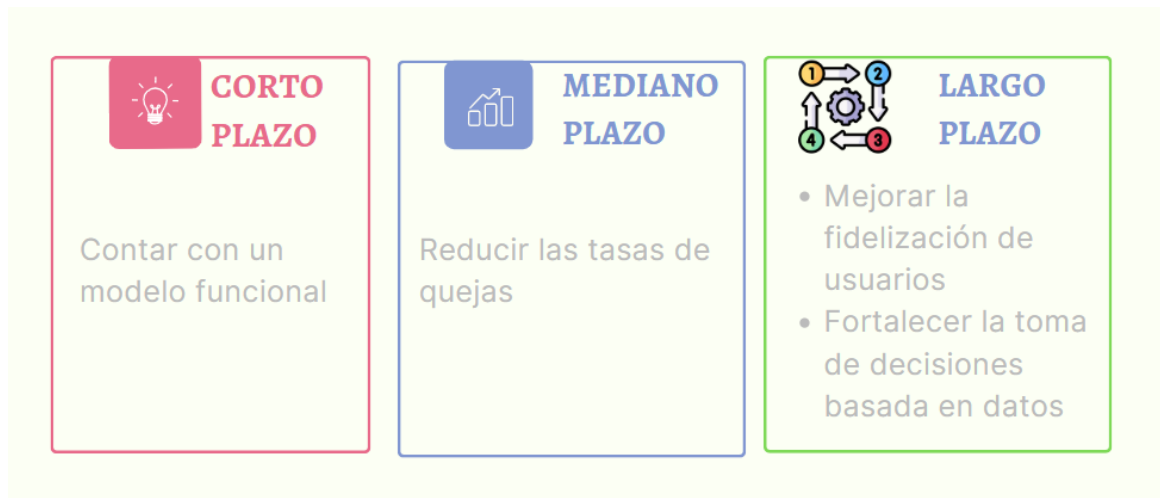 CORTO
PLAZO
Contar con un
modelo funcional
MEDIANO
PLAZO
Reducir las tasas de
quejas
1
2
4
3
LARGO
PLAZO
• Mejorar la
fidelización de
usuarios
• Fortalecer la toma
de decisiones
basada en datos